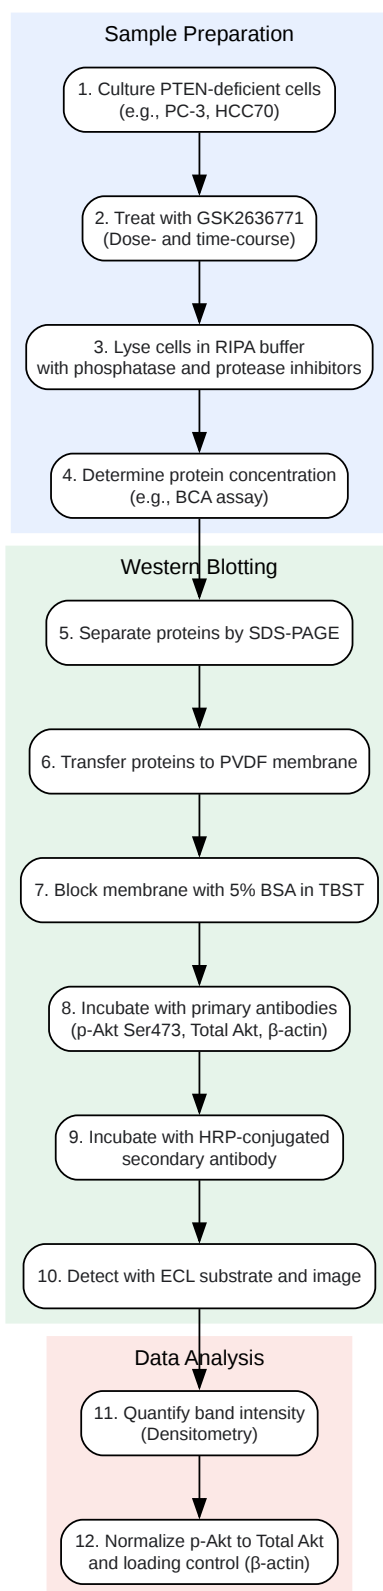 Sample Preparation
1. Culture PTEN-deficient cells
(e.g., PC-3, HCC70)
2. Treat with GSK2636771
(Dose- and time-course)
3. Lyse cells in RIPA buffer
with phosphatase and protease inhibitors
4. Determine protein concentration
(e.g., BCA assay)
Western Blotting
5. Separate proteins by SDS-PAGE
6. Transfer proteins to PVDF membrane
7. Block membrane with 5% BSA in TBST
8. Incubate with primary antibodies
(p-Akt Ser473, Total Akt, β-actin)
9. Incubate with HRP-conjugated
secondary antibody
10. Detect with ECL substrate and image
Data Analysis
11. Quantify band intensity
(Densitometry)
12. Normalize p-Akt to Total Akt
and loading control (β-actin)